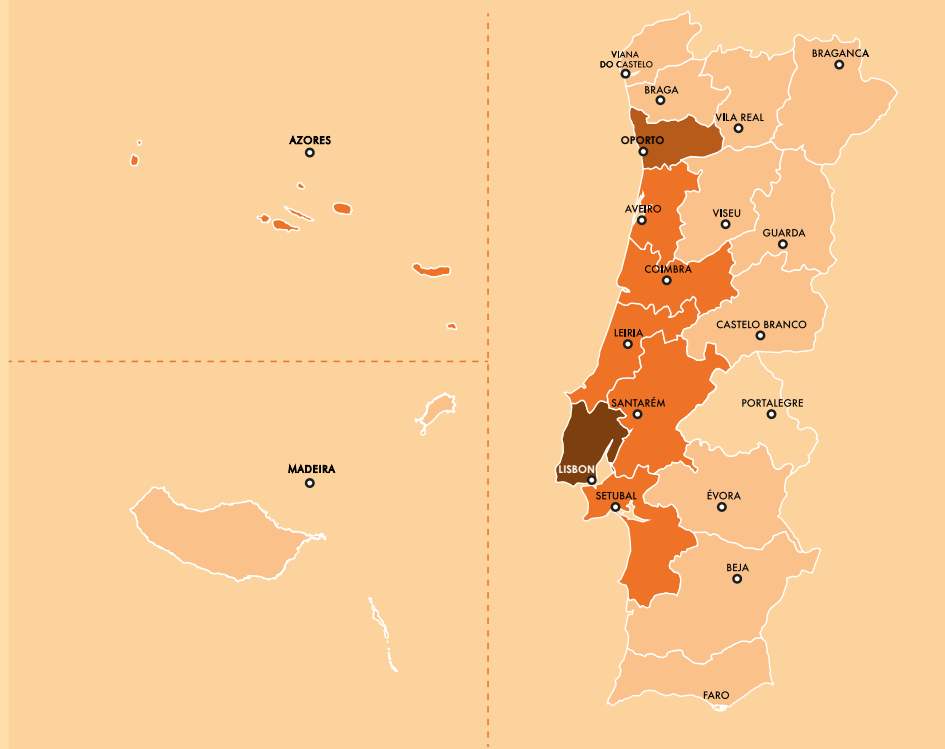 AZORES
MADEIRA
VIANA
DO CASTELO
BRAGANCA
BRAGA
VILA REAL
OPORTO
AVEIRO
VISEU
GUARDA
COIMBRA
CASTELO BRANCO
LEIRIA
SANTARÉM
PORTALEGRE
LISBON
SETUBAL
ÉVORA
BEJA
FARO